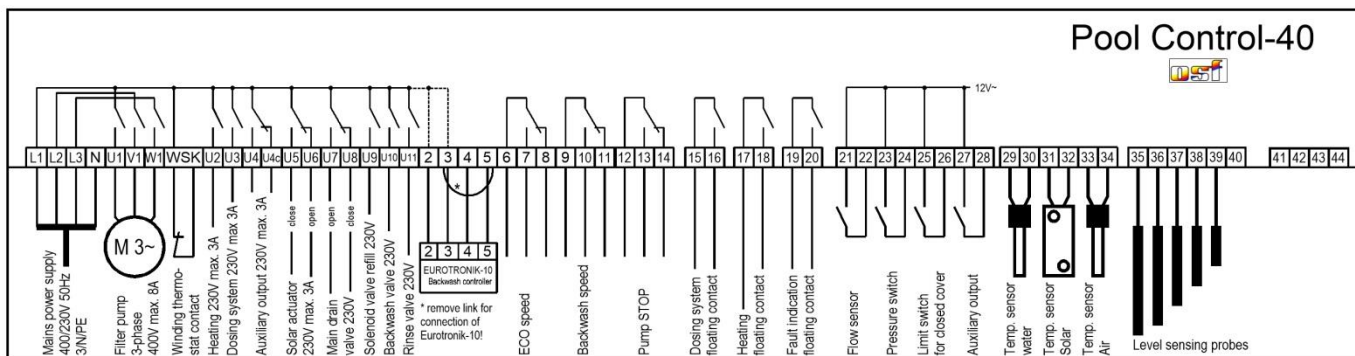 Pool Control-40
osf
12V~
L1 L2 L3 N U1 V1 W1 WSK U2 U3 U4 U4c U5 U6 U7 U8 U9 U10 U11 2 3 4 5 6 7 8 9 10 11 12 13 14 15 16 17 18 19 20 21 22 23 24 25 26 27 28 29 30 31 32 33 34 35 36 37 38 39 40 41 42 43 44
*
close
open
open
close
M 3~
2 3 4 5
EUROTRONIK-10
Backwash controller
* remove link for
connection of
Eurotronik-10!
Mains power supply
400/230V 50Hz
3/N/PE
Filter pump
3-phase
400V max. 8A
Winding thermo-
stat contact
Heating 230V max. 3A
Dosing system 230V max 3A
Auxiliary output 230V max. 3A
Solar actuator
230V max. 3A
Main drain
valve 230V
Solenoid valve refill 230V
Backwash valve 230V
Rinse valve 230V
ECO speed
Backwash speed
Pump STOP
Dosing system
floating contact
Heating
floating contact
Fault indication
floating contact
Flow sensor
Pressure switch
Limit switch
for closed cover
Auxiliary output
Temp. sensor
water
Temp. sensor
Solar
Temp. sensor
Air
Level sensing probes